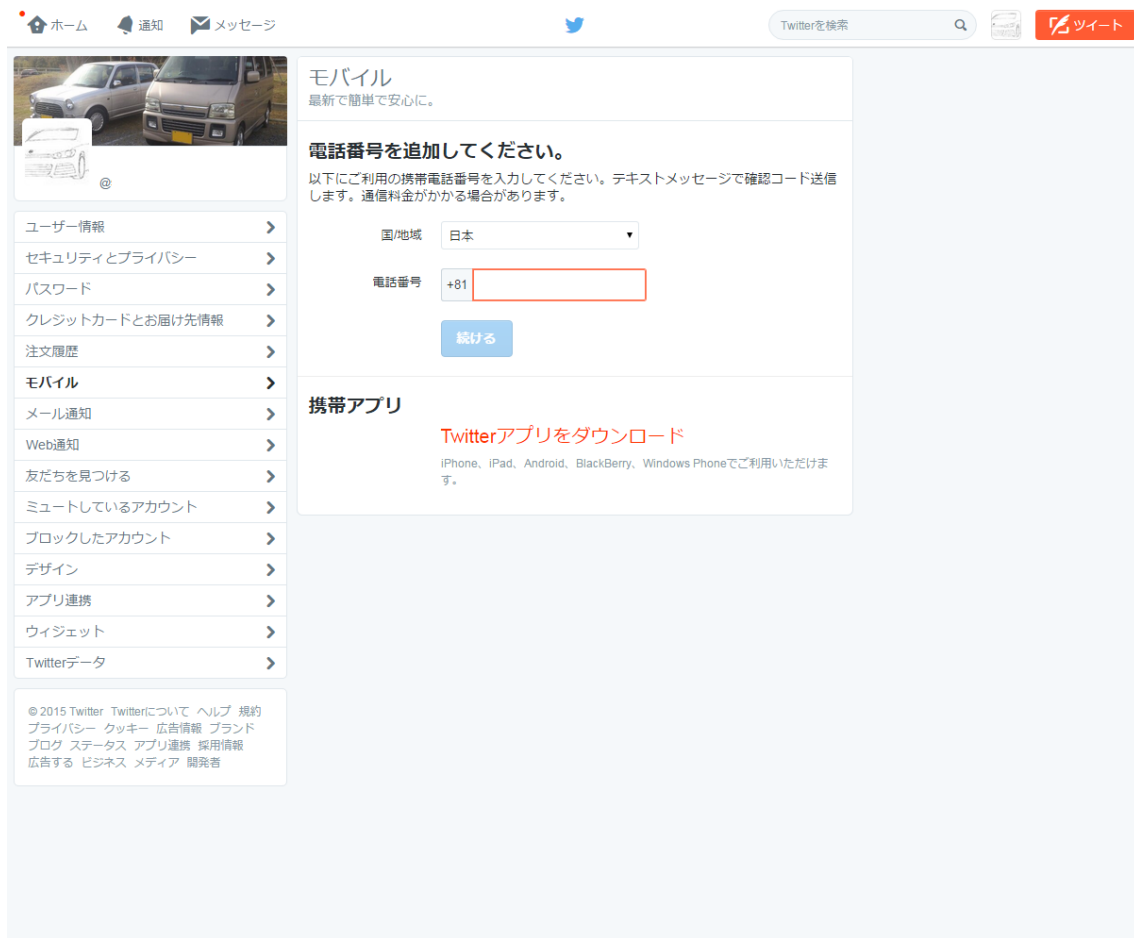 ホーム
通知
メッセージ
Twitterを検索
ツイート
@
ユーザー情報
セキュリティとプライバシー
パスワード
クレジットカードとお届け先情報
注文履歴
モバイル
メール通知
Web通知
友だちを見つける
ミュートしているアカウント
ブロックしたアカウント
デザイン
アプリ連携
ウィジェット
Twitterデータ
© 2015 Twitter Twitterについて ヘルプ 規約
プライバシー クッキー 広告情報 ブランド
ブログ ステータス アプリ連携 採用情報
広告する ビジネス メディア 開発者
モバイル
最新で簡単で安心に。
電話番号を追加してください。
以下にご利用の携帯電話番号を入力してください。テキストメッセージで確認コード送信
します。通信料金がかかる場合があります。
国/地域
日本
電話番号
+81
続ける
携帯アプリ
Twitterアプリをダウンロード
iPhone、iPad、Android、BlackBerry、Windows Phoneでご利用いただけま
す。